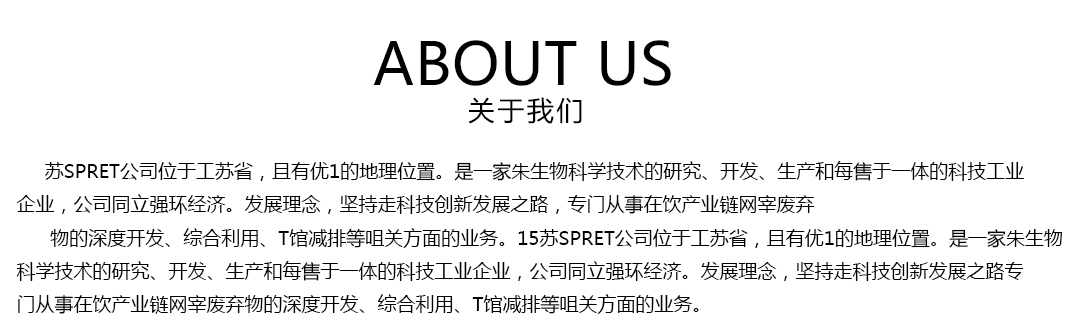 ABOUT US
关于我们
苏SPRET公司位于工苏省，且有优1的地理位置。是一家朱生物科学技术的研究、开发、生产和每售于一体的科技工业
企业，公司同立强环经济。发展理念，坚持走科技创新发展之路，专门从事在饮产业链网宰废弃
物的深度开发、综合利用、T馆减排等咀关方面的业务。15苏SPRET公司位于工苏省，且有优1的地理位置。是一家朱生物
科学技术的研究、开发、生产和每售于一体的科技工业企业，公司同立强环经济。发展理念，坚持走科技创新发展之路专
门从事在饮产业链网宰废弃物的深度开发、综合利用、T馆减排等咀关方面的业务。